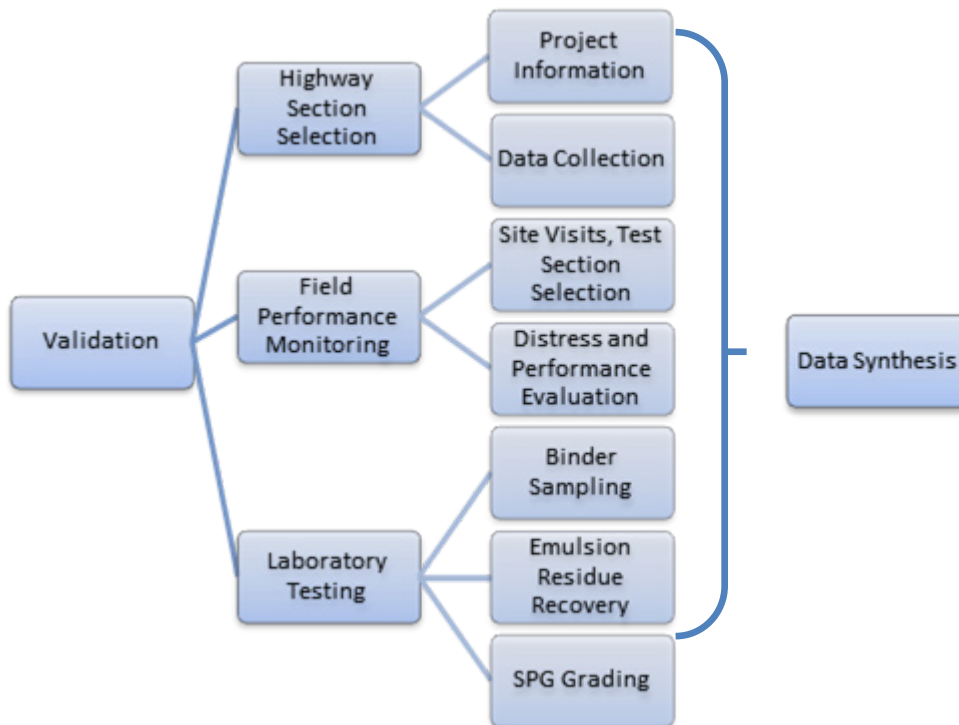 Validation
Highway
Section
Selection
Project
Information
Data Collection
Field
Performance
Monitoring
Site Visits, Test
Section
Selection
Distress and
Performance
Evaluation
Laboratory
Testing
Binder
Sampling
Emulsion
Residue
Recovery
SPG Grading
Data Synthesis